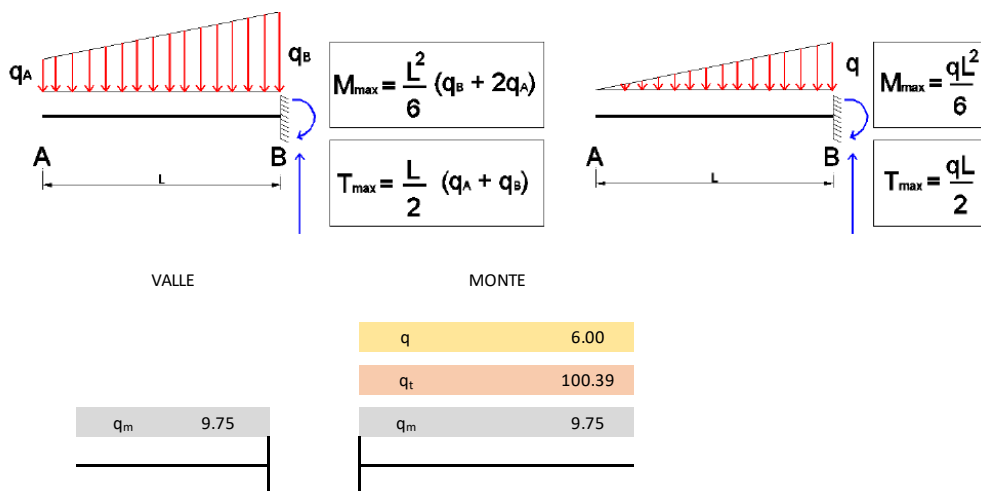 qA
qB
Mmax = L²/6 (qB + 2qA)
A
B
L
Tmax = L/2 (qA + qB)
q
Mmax = qL²/6
A
B
L
Tmax = qL/2
VALLE
MONTE
q 6.00
qt 100.39
qm 9.75
qm 9.75